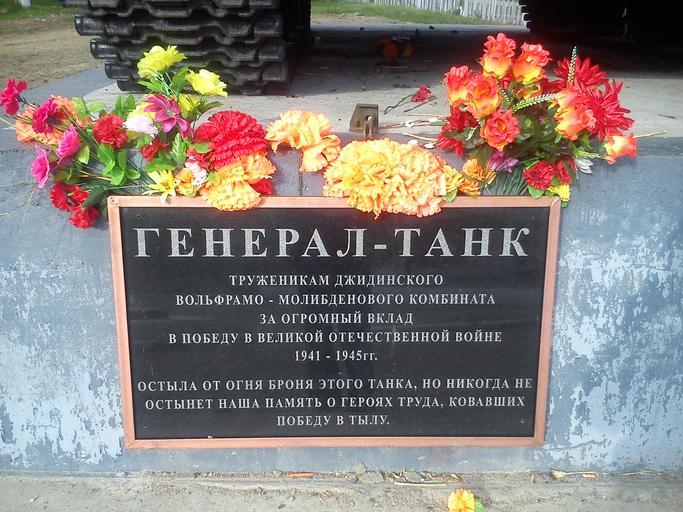 ГЕНЕРАЛ-ТАНК
ТРУЖЕНИКАМ ДЖИДИНСКОГО
ВОЛЬФРАМО - МОЛИБДЕНОВОГО КОМБИНАТА
ЗА ОГРОМНЫЙ ВКЛАД
В ПОБЕДУ В ВЕЛИКОЙ ОТЕЧЕСТВЕННОЙ ВОЙНЕ
1941 - 1945гг.
ОСТЫЛА ОТ ОГНЯ БРОНЯ ЭТОГО ТАНКА, НО НИКОГДА НЕ
ОСТЫНЕТ НАША ПАМЯТЬ О ГЕРОЯХ ТРУДА, КОВАВШИХ
ПОБЕДУ В ТЫЛУ.